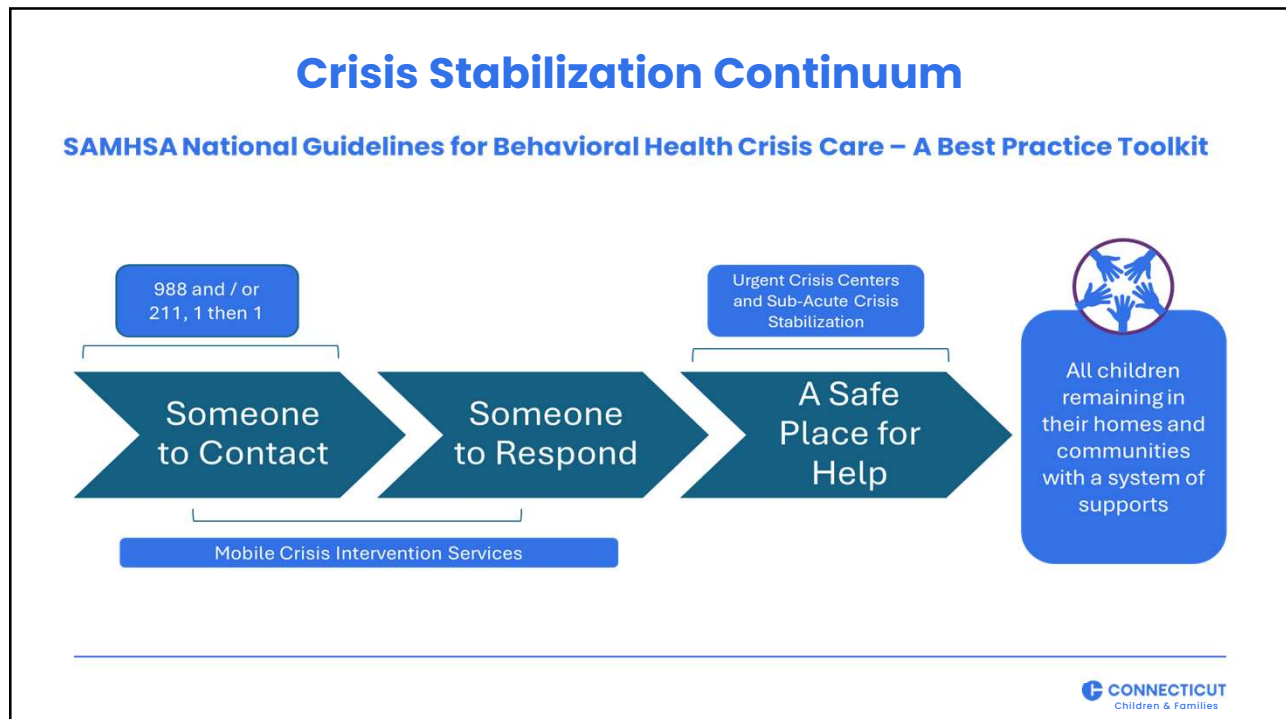 Crisis Stabilization Continuum
SAMHSA National Guidelines for Behavioral Health Crisis Care – A Best Practice Toolkit
988 and / or
211, 1 then 1
Urgent Crisis Centers
and Sub-Acute Crisis
Stabilization
Someone
to Contact
Someone
to Respond
A Safe
Place for
Help
All children
remaining in
their homes and
communities
with a system of
supports
Mobile Crisis Intervention Services
CONNECTICUT
Children & Families